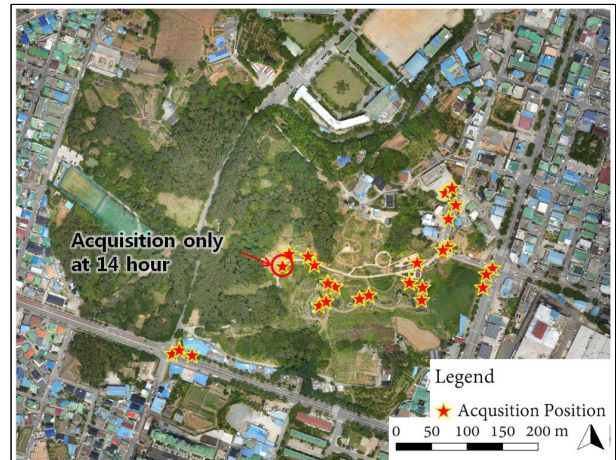 Acquisition only
at 14 hour
Legend
Acqusition Position
0 50 100 150 200 m